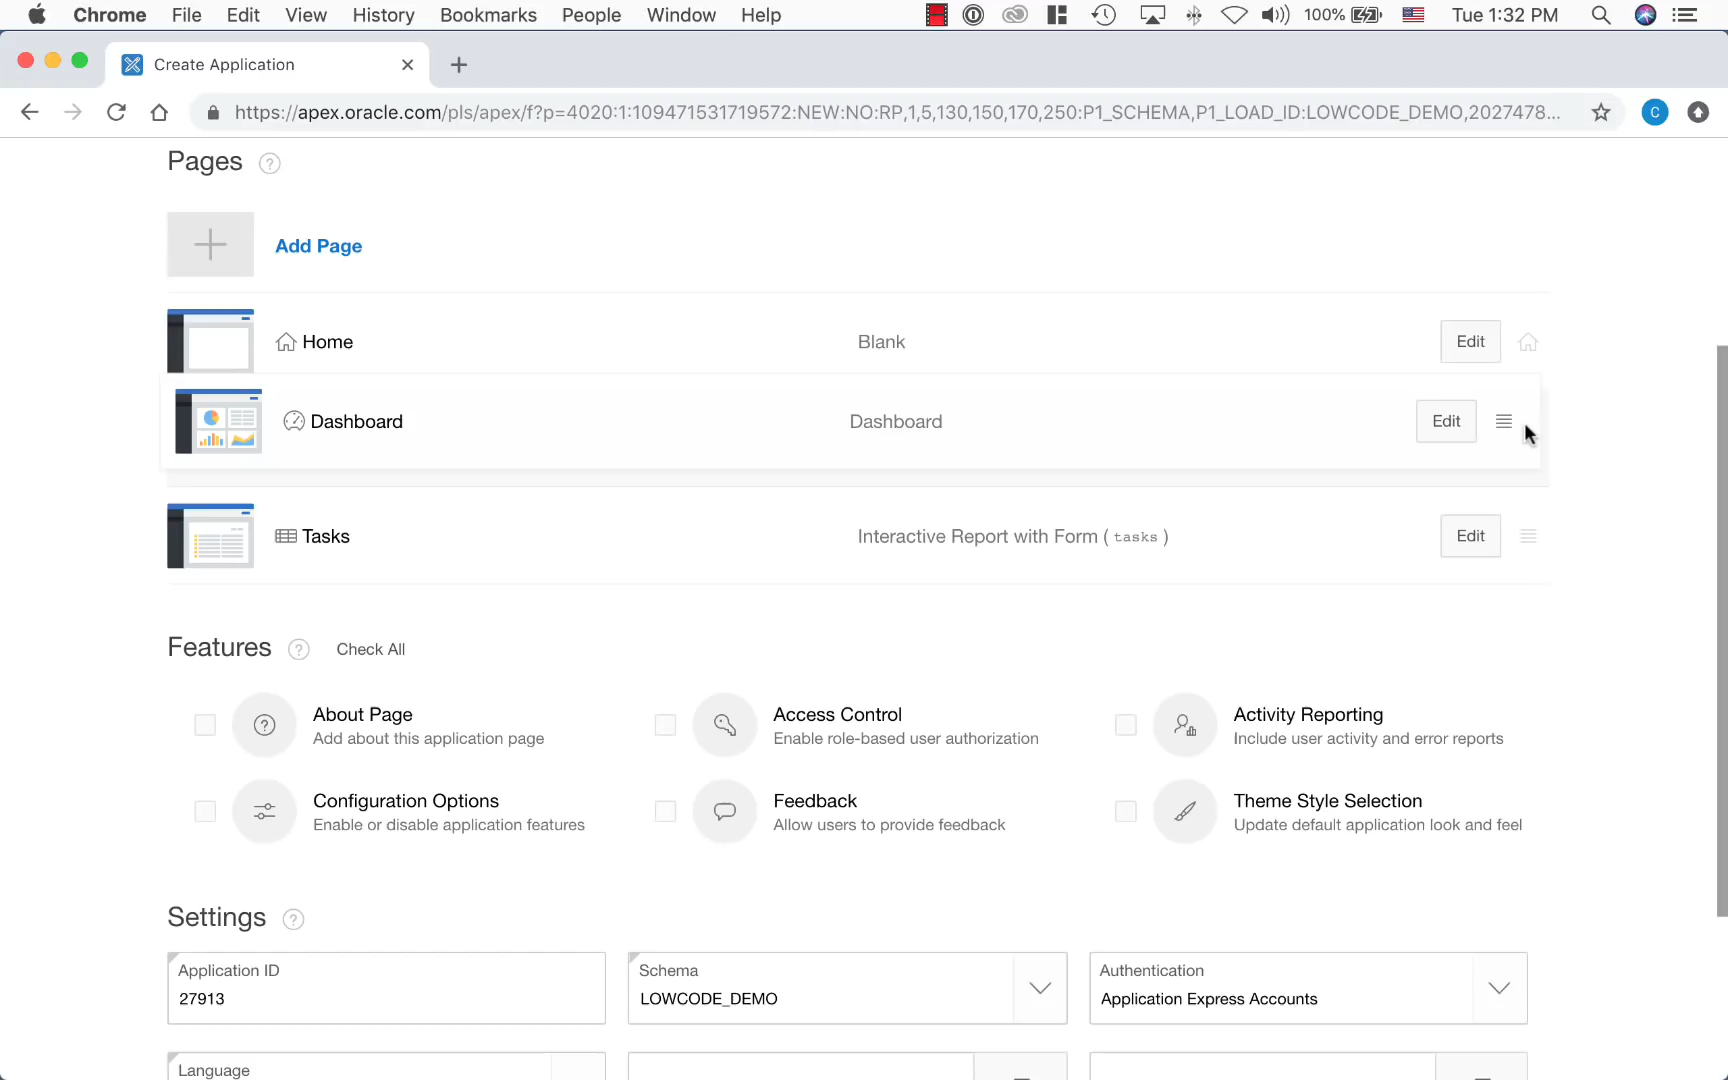 Chrome File Edit View History Bookmarks People Window Help 100% Tue 1:32 PM
Create Application
https://apex.oracle.com/pls/apex/f?p=4020:1:109471531719572:NEW:NO:RP,1,5,130,150,170,250:P1_SCHEMA,P1_LOAD_ID:LOWCODE_DEMO,2027478... C
Pages ?
Add Page
Home Blank Edit
Dashboard Dashboard Edit
Tasks Interactive Report with Form ( tasks ) Edit
Features ? Check All
? About Page Access Control Activity Reporting
Add about this application page Enable role-based user authorization Include user activity and error reports
Configuration Options Feedback Theme Style Selection
Enable or disable application features Allow users to provide feedback Update default application look and feel
Settings ?
Application ID Schema Authentication
27913 LOWCODE_DEMO Application Express Accounts
Language